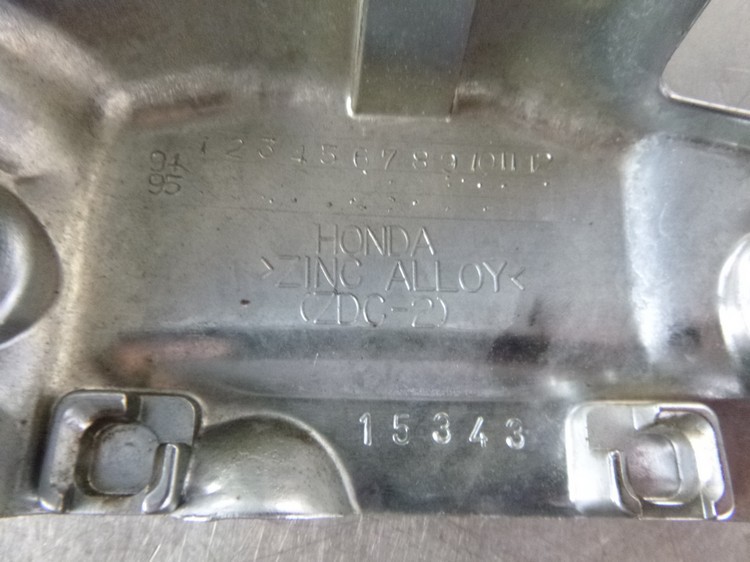 94 1 2 3 4 5 6 7 8 9 10 11 12
95
HONDA
>ZINC ALLOY<
(ZDC-2)
15343